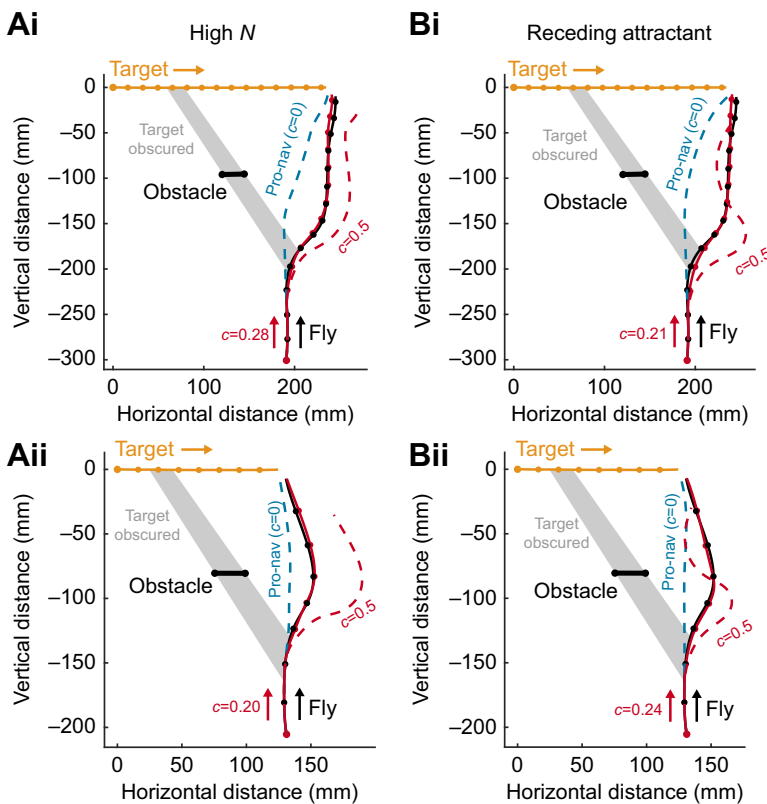 Ai
High N
Target
0
–50
–100
–150
–200
–250
–300
Vertical distance (mm)
Target
obscured
Obstacle
Pro-nav (c=0)
c=0.5
c=0.28
Fly
0
100
200
Horizontal distance (mm)
Bi
Receding attractant
Target
0
–50
–100
–150
–200
–250
–300
Vertical distance (mm)
Target
obscured
Obstacle
Pro-nav (c=0)
c=0.5
c=0.21
Fly
0
100
200
Horizontal distance (mm)
Aii
Target
0
–50
–100
–150
–200
Vertical distance (mm)
Target
obscured
Obstacle
Pro-nav (c=0)
c=0.5
c=0.20
Fly
0
50
100
150
Horizontal distance (mm)
Bii
Target
0
–50
–100
–150
–200
Vertical distance (mm)
Target
obscured
Obstacle
Pro-nav (c=0)
c=0.5
c=0.24
Fly
0
50
100
150
Horizontal distance (mm)